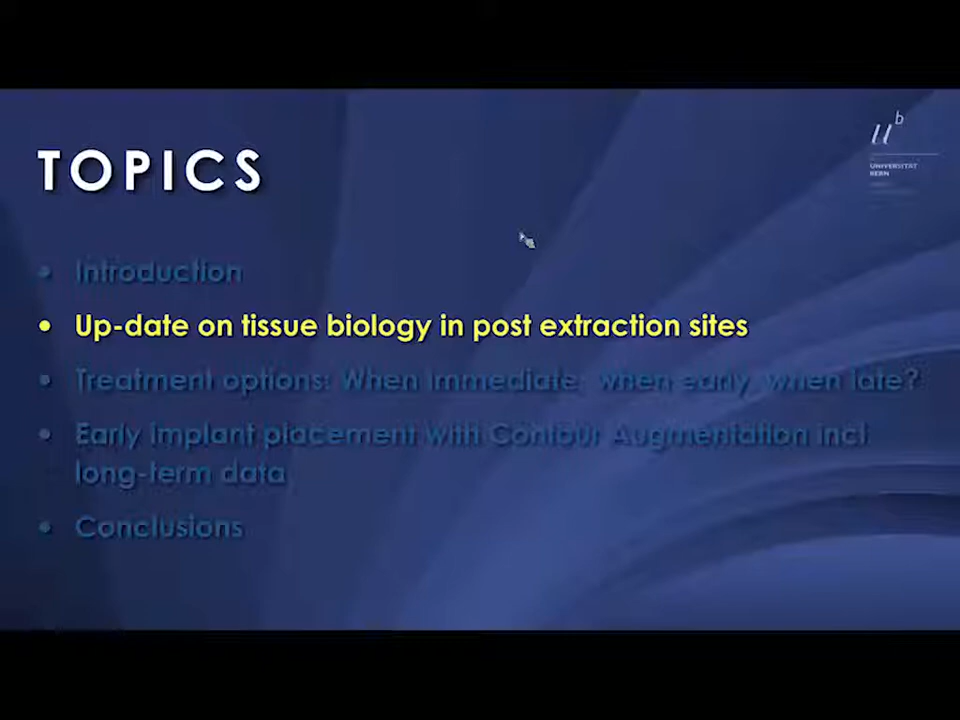 TOPICS
u
b
UNIVERSITÄT
BERN
• Introduction
• Up-date on tissue biology in post extraction sites
• Treatment options: When immediate, when early, when late?
• Early implant placement with Contour Augmentation incl
long-term data
• Conclusions